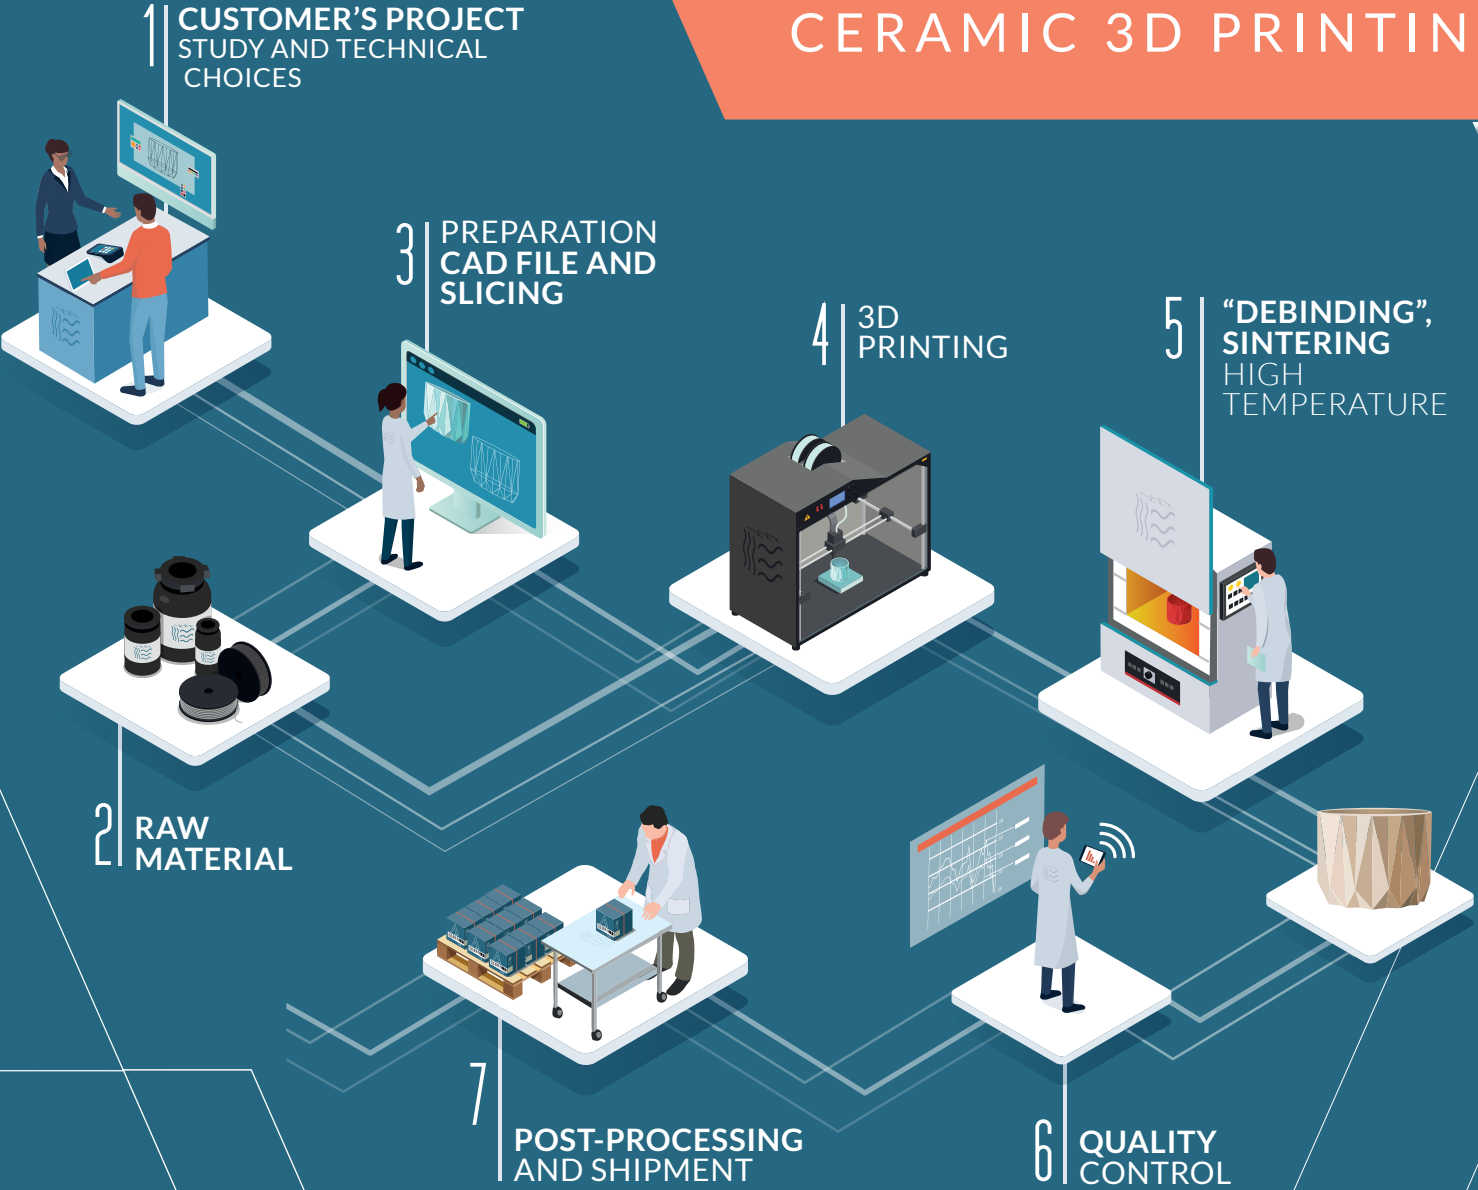 CERAMIC 3D PRINTIN
1
CUSTOMER'S PROJECT
STUDY AND TECHNICAL
CHOICES
2
RAW
MATERIAL
3
PREPARATION
CAD FILE AND
SLICING
4
3D
PRINTING
5
“DEBINDING”,
SINTERING
HIGH
TEMPERATURE
6
QUALITY
CONTROL
7
POST-PROCESSING
AND SHIPMENT